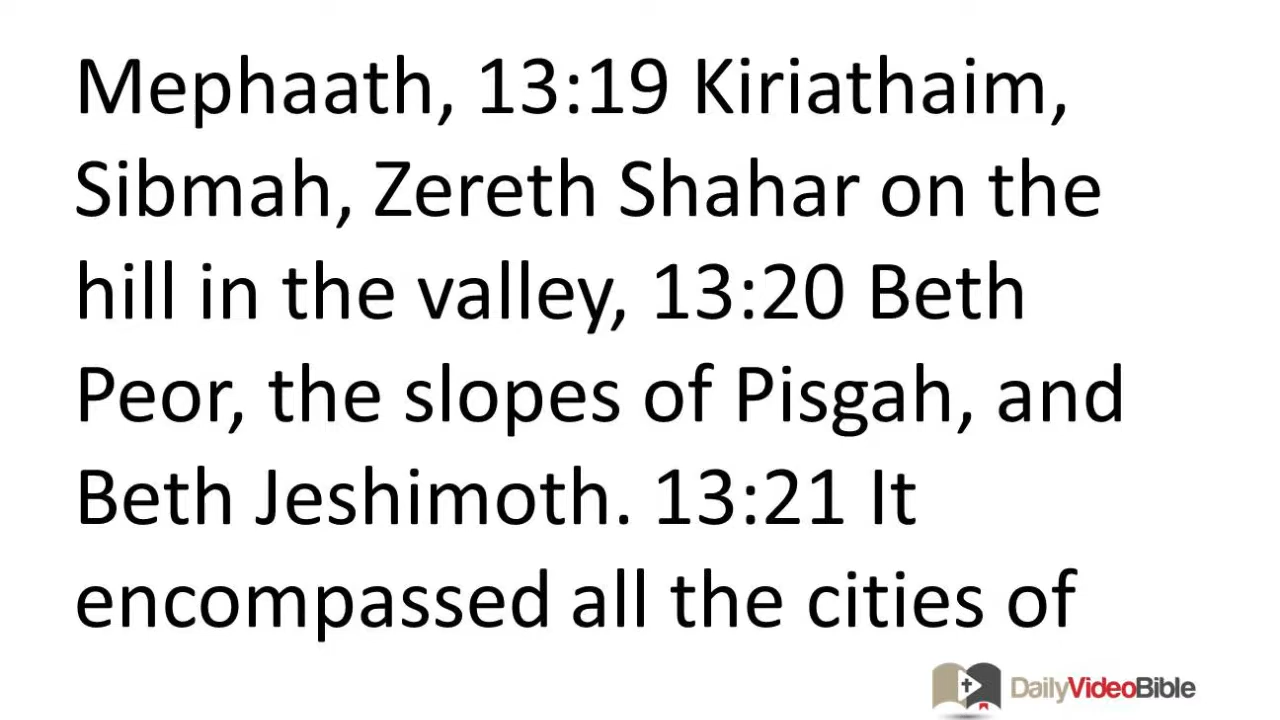 Mephaath, 13:19 Kiriathaim,
Sibmah, Zereth Shahar on the
hill in the valley, 13:20 Beth
Peor, the slopes of Pisgah, and
Beth Jeshimoth. 13:21 It
encompassed all the cities of
DailyVideoBible